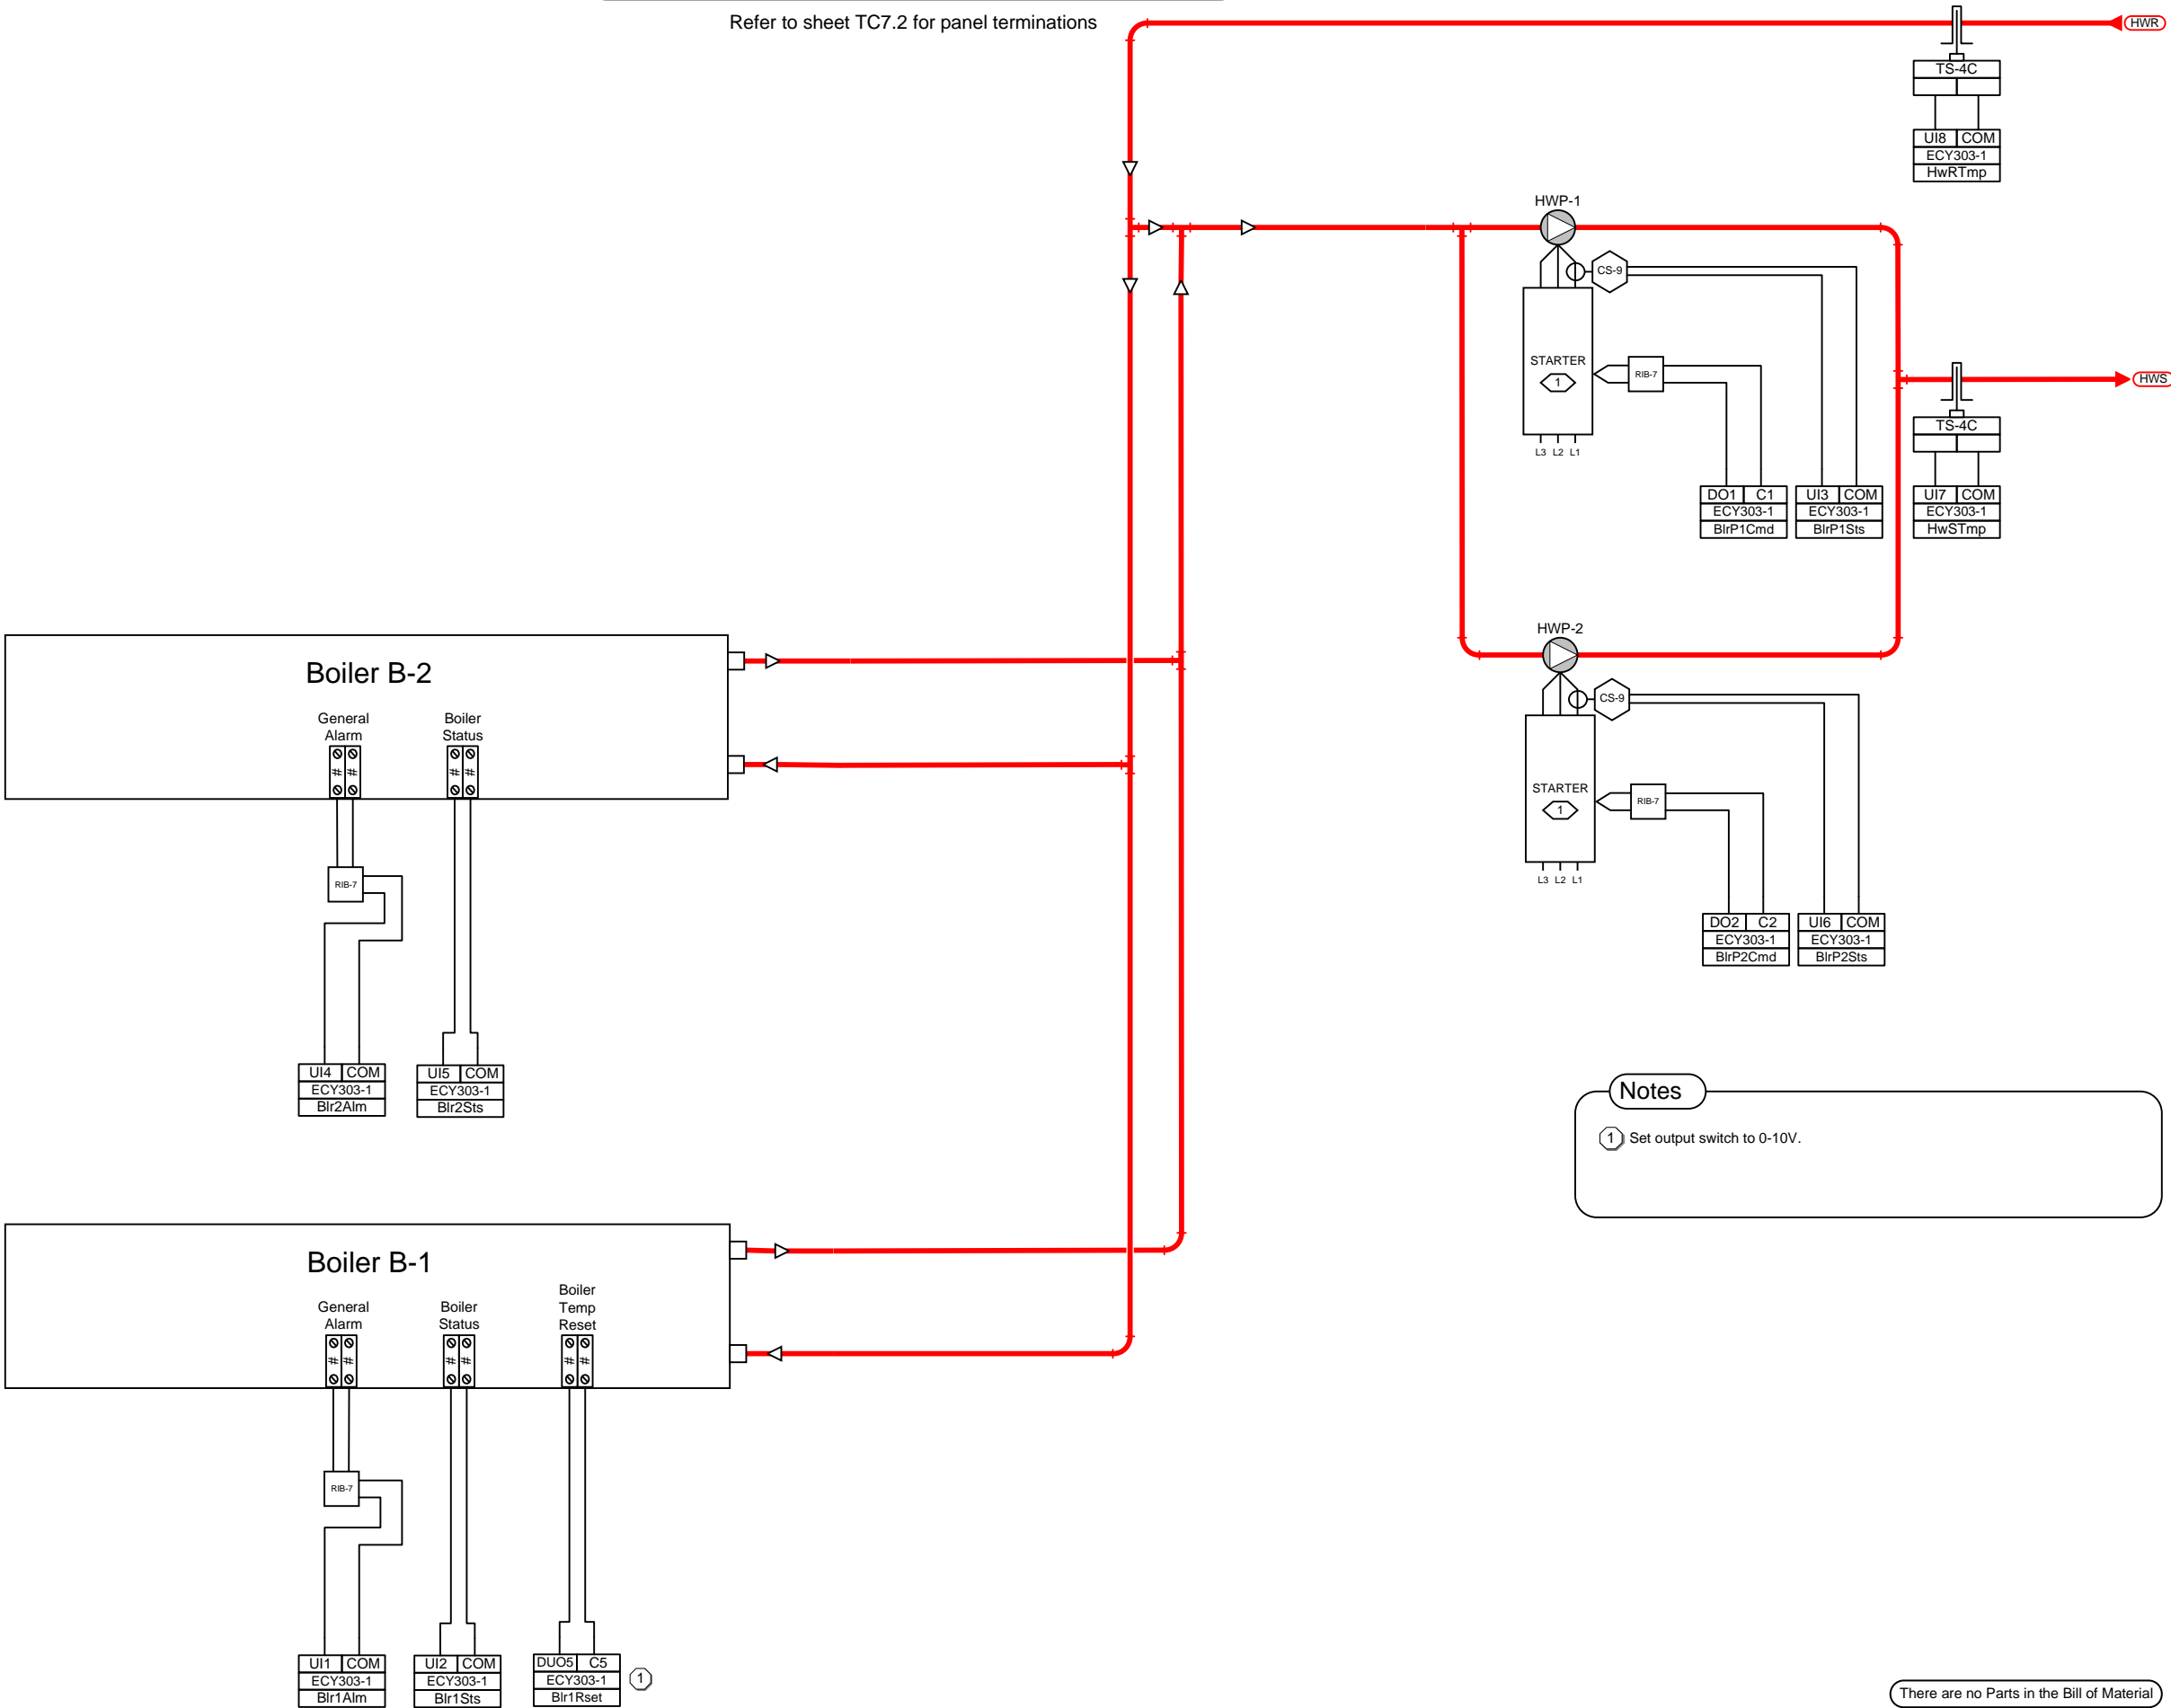 Refer to sheet TC7.2 for panel terminations
HWR
TS-4C
UI8 COM
ECY303-1
HwRTmp
HWP-1
CS-9
STARTER
1
RIB-7
L3 L2 L1
DO1 C1
ECY303-1
BlrP1Cmd
UI3 COM
ECY303-1
BlrP1Sts
HWS
TS-4C
UI7 COM
ECY303-1
HwSTmp
HWP-2
CS-9
STARTER
1
RIB-7
L3 L2 L1
DO2 C2
ECY303-1
BlrP2Cmd
UI6 COM
ECY303-1
BlrP2Sts
Boiler B-2
General
Alarm
# #
Boiler
Status
# #
RIB-7
UI4 COM
ECY303-1
Blr2Alm
UI5 COM
ECY303-1
Blr2Sts
Notes
1 Set output switch to 0-10V.
Boiler B-1
General
Alarm
# #
Boiler
Status
# #
Boiler
Temp
Reset
# #
RIB-7
UI1 COM
ECY303-1
Blr1Alm
UI2 COM
ECY303-1
Blr1Sts
DUO5 C5
ECY303-1
Blr1Rset
1
There are no Parts in the Bill of Material